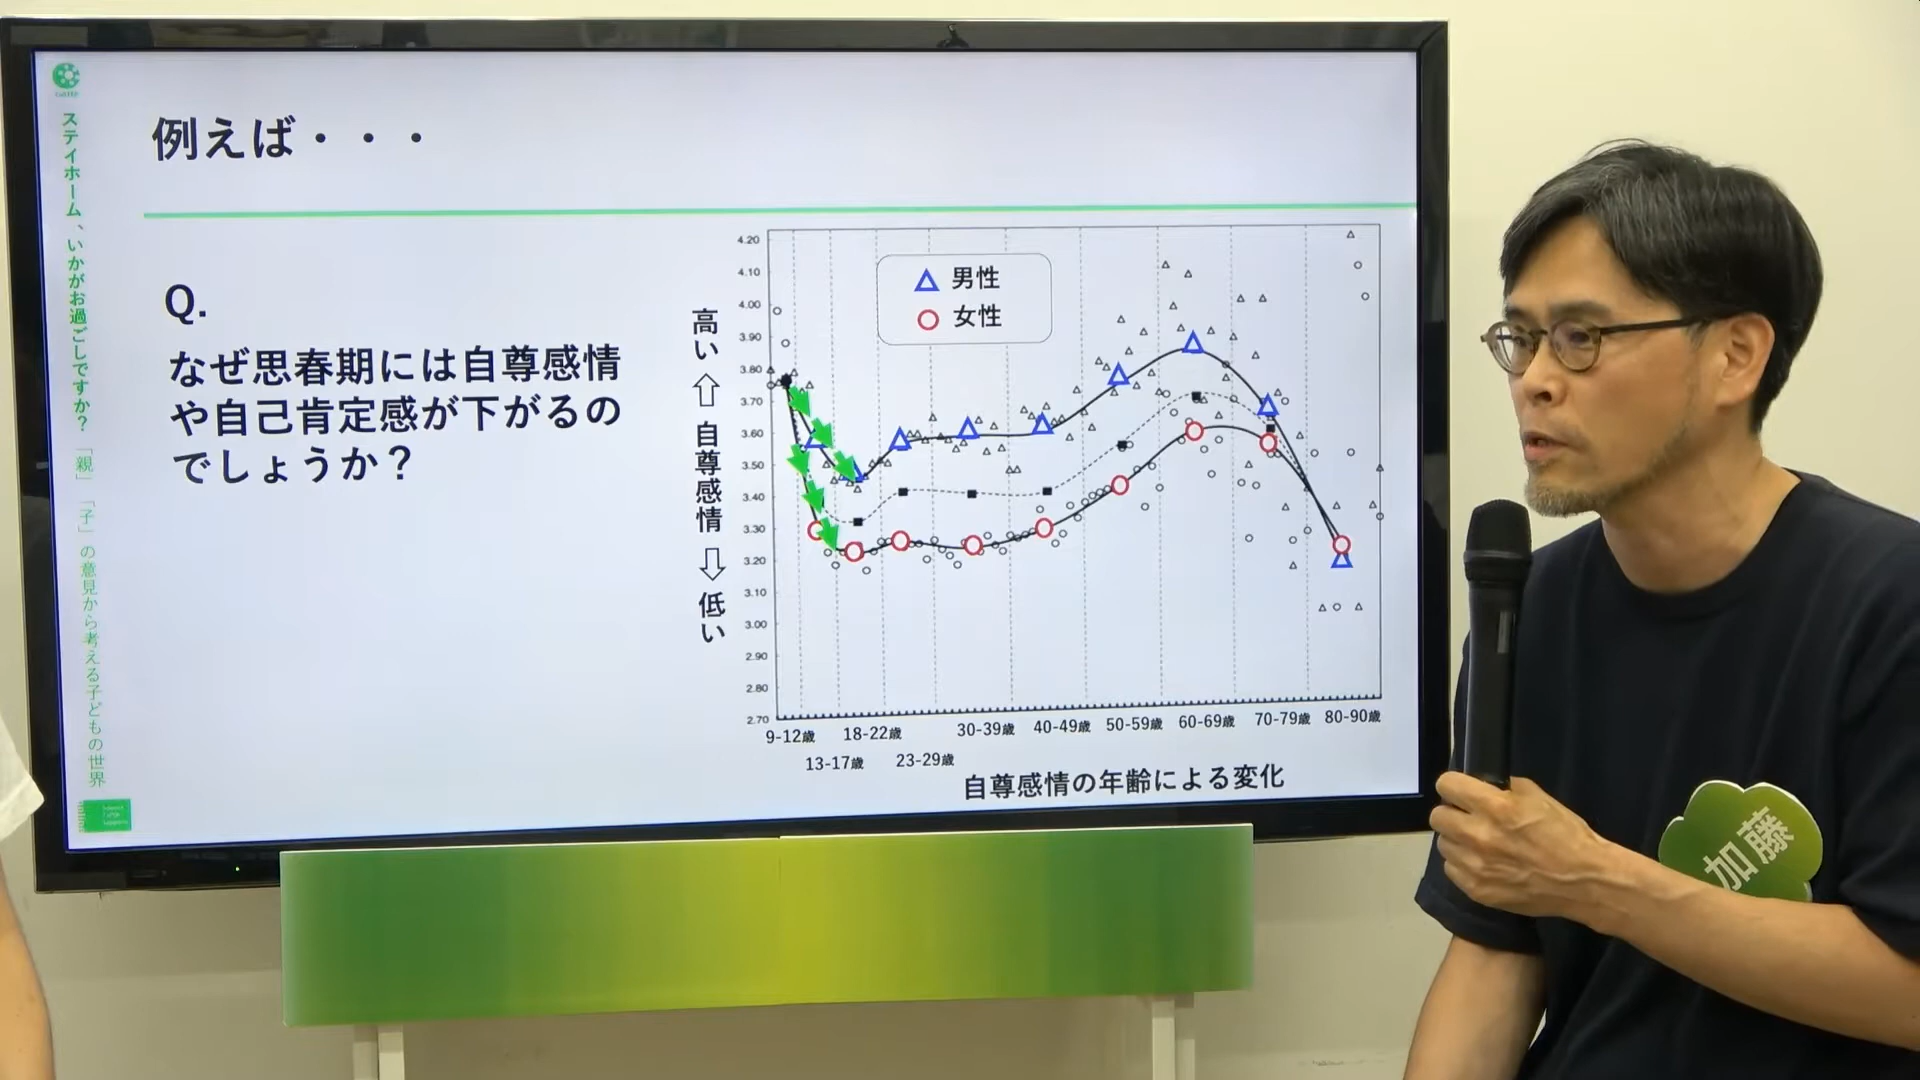 例えば・・・
Q.
なぜ思春期には自尊感情
や自己肯定感が下がるの
でしょうか？
ステイホーム、いかがお過ごしですか？「親」「子」の意見から考える子どもの世界
高い
自尊感情
低い
男性
女性
4.20
4.10
4.00
3.90
3.80
3.70
3.60
3.50
3.40
3.30
3.20
3.10
3.00
2.90
2.80
2.70
9-12歳
18-22歳
30-39歳
40-49歳
50-59歳
60-69歳
70-79歳
80-90歳
13-17歳
23-29歳
自尊感情の年齢による変化
加藤